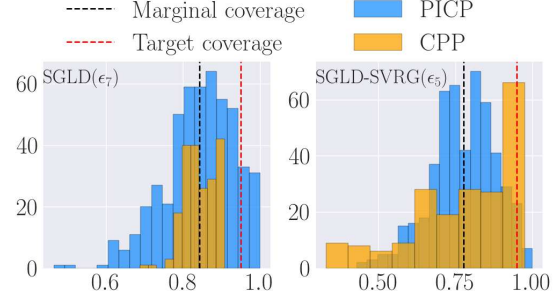 Marginal coverage
PICP
Target coverage
CPP
SGLD(ϵ₇)
60
40
20
0
0.6
0.8
1.00
SGLD-SVRG(ϵ₅)
60
40
20
0
0.50
0.75
1.00